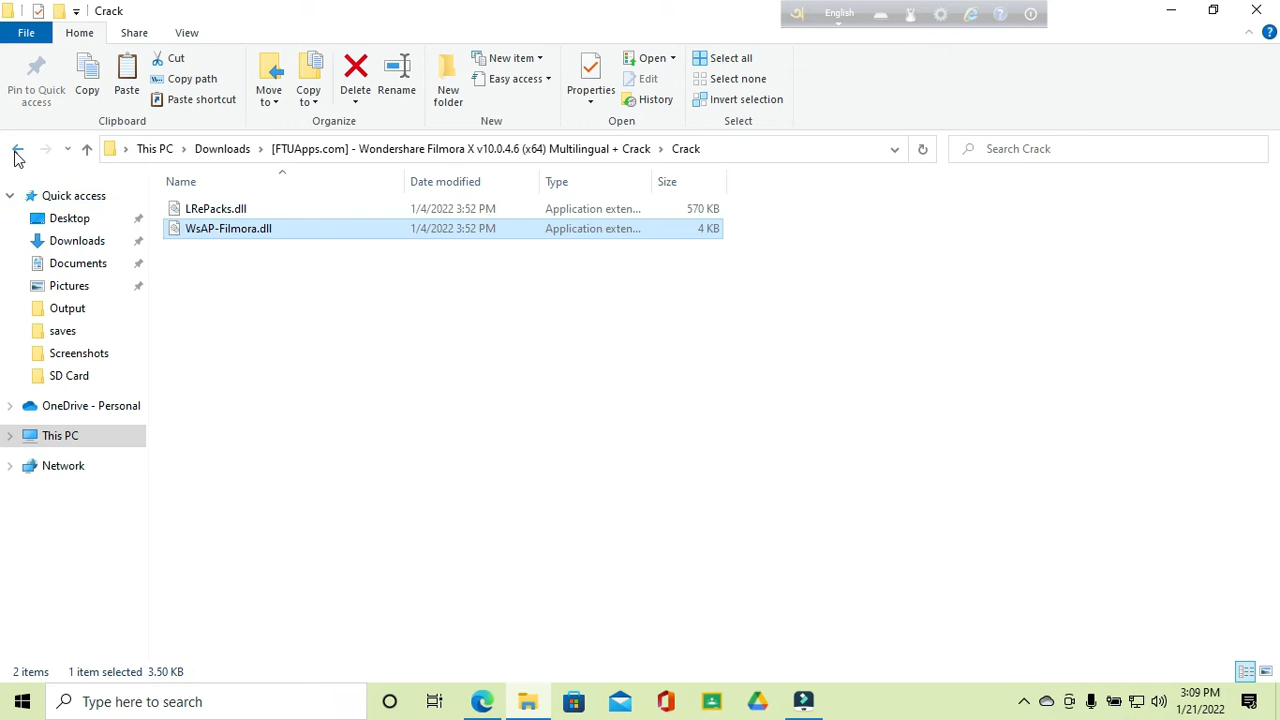 Crack
English
File Home Share View
Pin to Quick access
Copy
Paste
Cut
Copy path
Paste shortcut
Clipboard
Move to
Copy to
Delete
Rename
Organize
New folder
New item
Easy access
New
Properties
Open
Edit
History
Open
Select all
Select none
Invert selection
Select
This PC > Downloads > [FTUApps.com] - Wondershare Filmora X v10.0.4.6 (x64) Multilingual + Crack > Crack
Search Crack
Name Date modified Type Size
LRePacks.dll 1/4/2022 3:52 PM Application exten... 570 KB
WsAP-Filmora.dll 1/4/2022 3:52 PM Application exten... 4 KB
Quick access
Desktop
Downloads
Documents
Pictures
Output
saves
Screenshots
SD Card
OneDrive - Personal
This PC
Network
2 items 1 item selected 3.50 KB
Type here to search
3:09 PM
1/21/2022